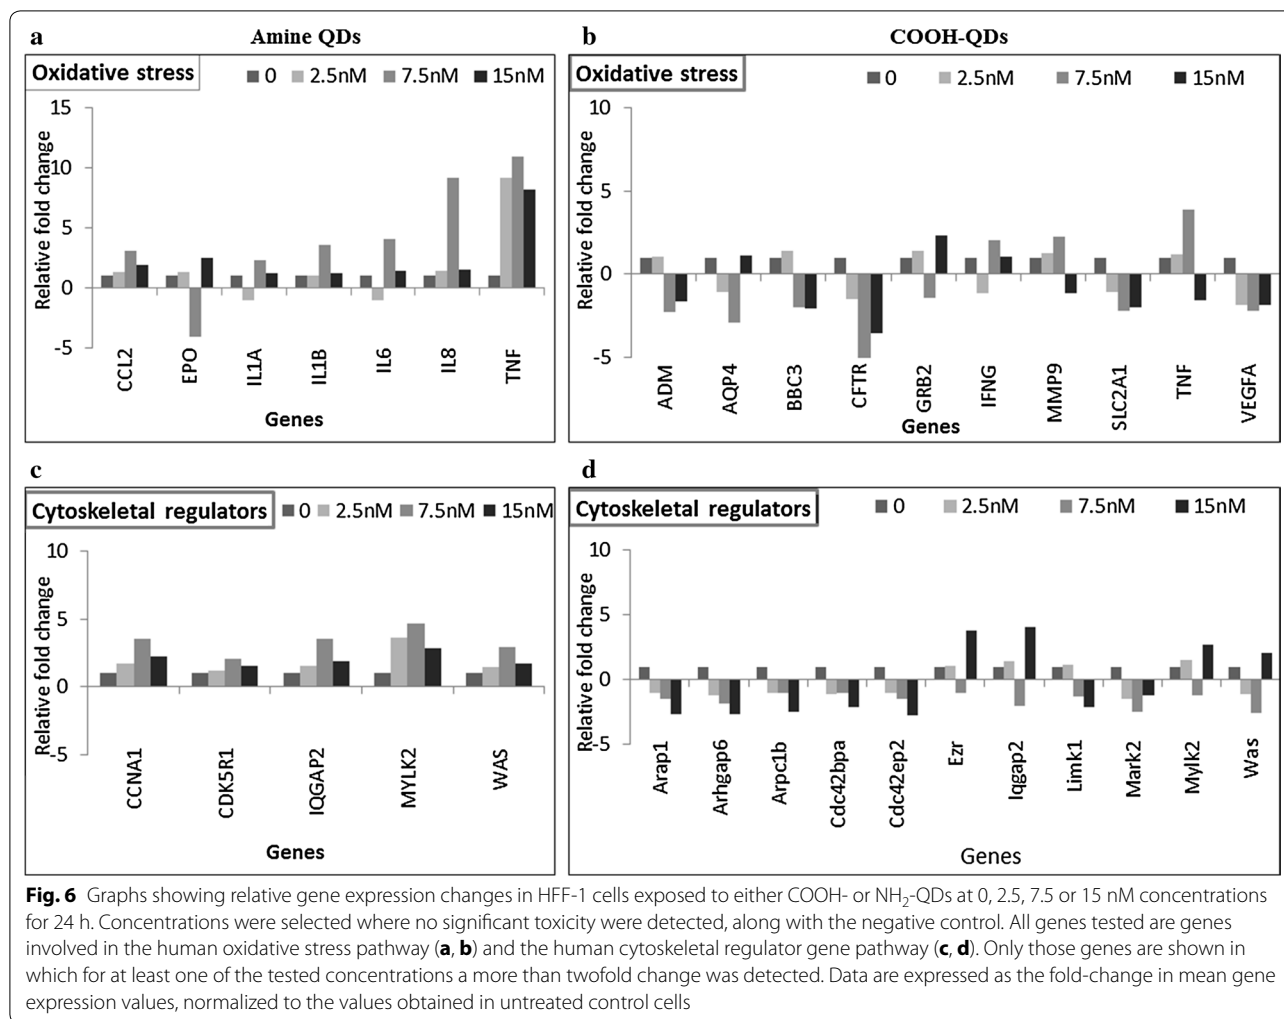 a
Amine QDs
Oxidative stress
0 2.5nM 7.5nM 15nM
15
10
5
0
-5
Relative fold change
CCL2 EPO IL1A IL1B IL6 IL8 TNF
Genes
b
COOH-QDs
Oxidative stress
0 2.5nM 7.5nM 15nM
10
5
0
-5
Relative fold change
ADM AQP4 BBC3 CFTR GRB2 IFNG MMP9 SLC2A1 TNF VEGFA
Genes
c
Cytoskeletal regulators
0 2.5nM 7.5nM 15nM
10
5
0
-5
Relative fold change
CCNA1 CDK5R1 IQGAP2 MYLK2 WAS
Genes
d
Cytoskeletal regulators
0 2.5nM 7.5nM 15nM
10
5
0
-5
Relative fold change
Arap1 Arhgap6 Arpc1b Cdc42bpa Cdc42ep2 Ezr Iqgap2 Limk1 Mark2 Mylk2 Was
Genes
Fig. 6 Graphs showing relative gene expression changes in HFF-1 cells exposed to either COOH- or NH₂-QDs at 0, 2.5, 7.5 or 15 nM concentrations
for 24 h. Concentrations were selected where no significant toxicity were detected, along with the negative control. All genes tested are genes
involved in the human oxidative stress pathway (a, b) and the human cytoskeletal regulator gene pathway (c, d). Only those genes are shown in
which for at least one of the tested concentrations a more than twofold change was detected. Data are expressed as the fold-change in mean gene
expression values, normalized to the values obtained in untreated control cells